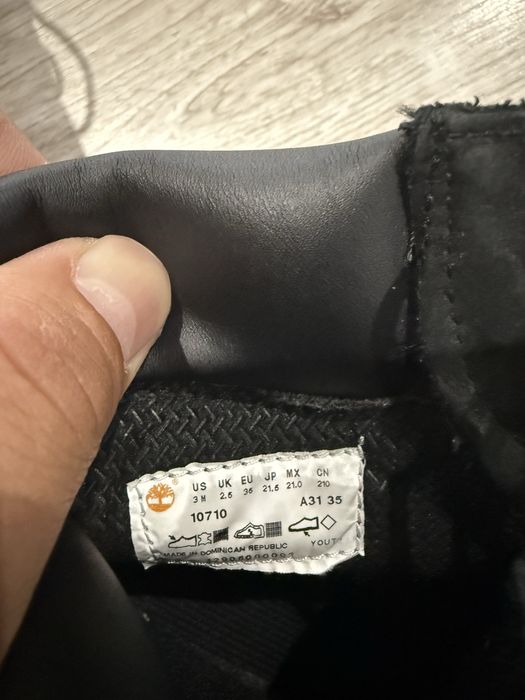 US UK EU JP MX CN
3 M 2.5 35 21.5 21.0 210
10710 A31 35
MADE IN DOMINICAN REPUBLIC YOUTH